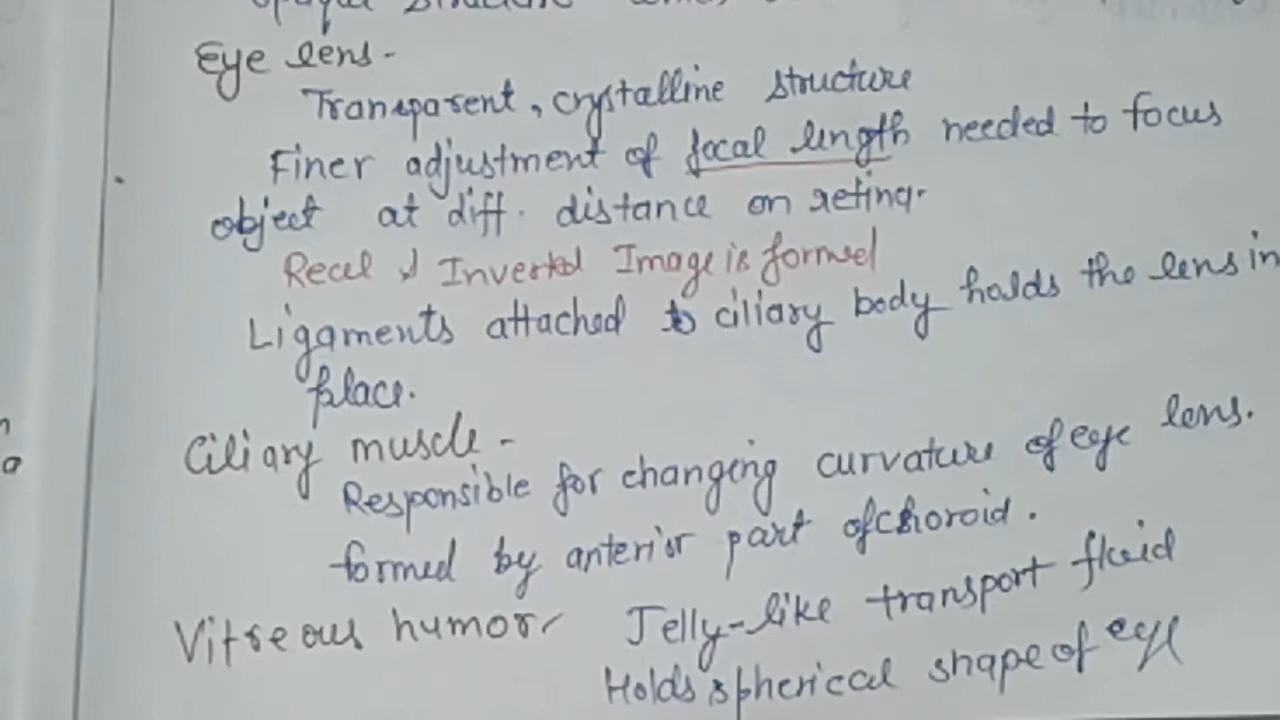 opaque structure
Eye lens-
Transparent, crystalline structure
Finer adjustment of focal length needed to focus
object at diff. distance on retina.
Real & Inverted Image is formed
Ligaments attached to ciliary body holds the lens in
place.
Ciliary muscle-
Responsible for changing curvature of eye lens.
formed by anterior part of choroid.
Vitreous humor- Jelly-like transport fluid
Holds spherical shape of eye